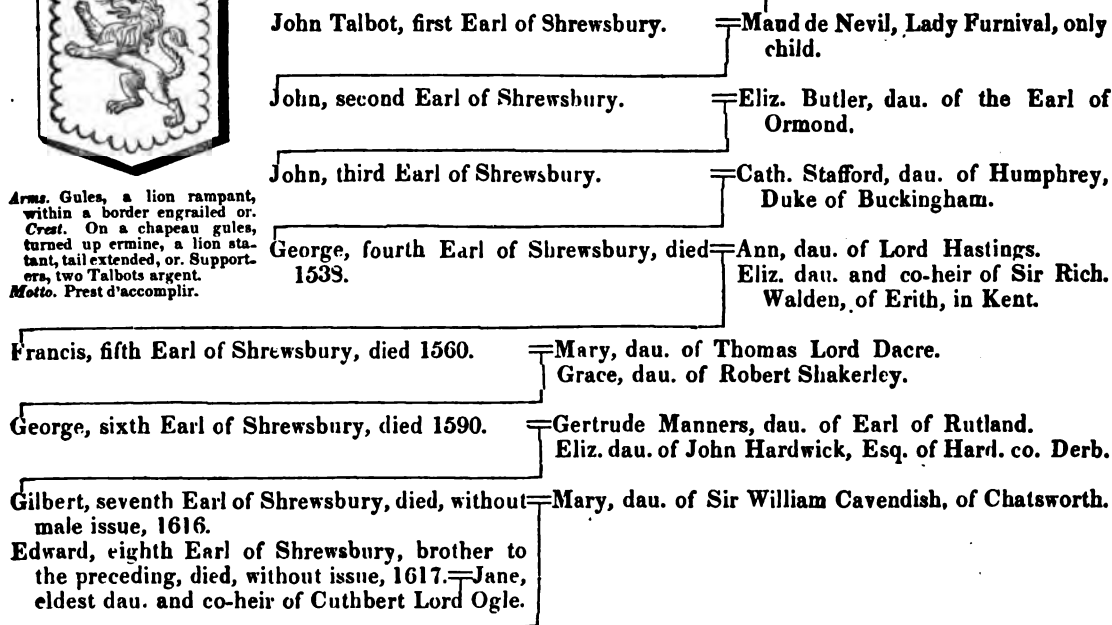 John Talbot, first Earl of Shrewsbury.
Maud de Nevil, Lady Furnival, only
child.
John, second Earl of Shrewsbury.
Eliz. Butler, dau. of the Earl of
Ormond.
John, third Earl of Shrewsbury.
Cath. Stafford, dau. of Humphrey,
Duke of Buckingham.
Arms. Gules, a lion rampant,
within a border engrailed or.
Crest. On a chapeau gules,
turned up ermine, a lion sta-
tant, tail extended, or. Support-
ers, two Talbots argent.
Motto. Prest d'accomplir.
George, fourth Earl of Shrewsbury, died
1538.
Ann, dau. of Lord Hastings.
Eliz. dau. and co-heir of Sir Rich.
Walden, of Erith, in Kent.
Francis, fifth Earl of Shrewsbury, died 1560.
Mary, dau. of Thomas Lord Dacre.
Grace, dau. of Robert Shakerley.
George, sixth Earl of Shrewsbury, died 1590.
Gertrude Manners, dau. of Earl of Rutland.
Eliz. dau. of John Hardwick, Esq. of Hard. co. Derb.
Gilbert, seventh Earl of Shrewsbury, died, without
male issue, 1616.
Mary, dau. of Sir William Cavendish, of Chatsworth.
Edward, eighth Earl of Shrewsbury, brother to
the preceding, died, without issue, 1617.=Jane,
eldest dau. and co-heir of Cuthbert Lord Ogle.